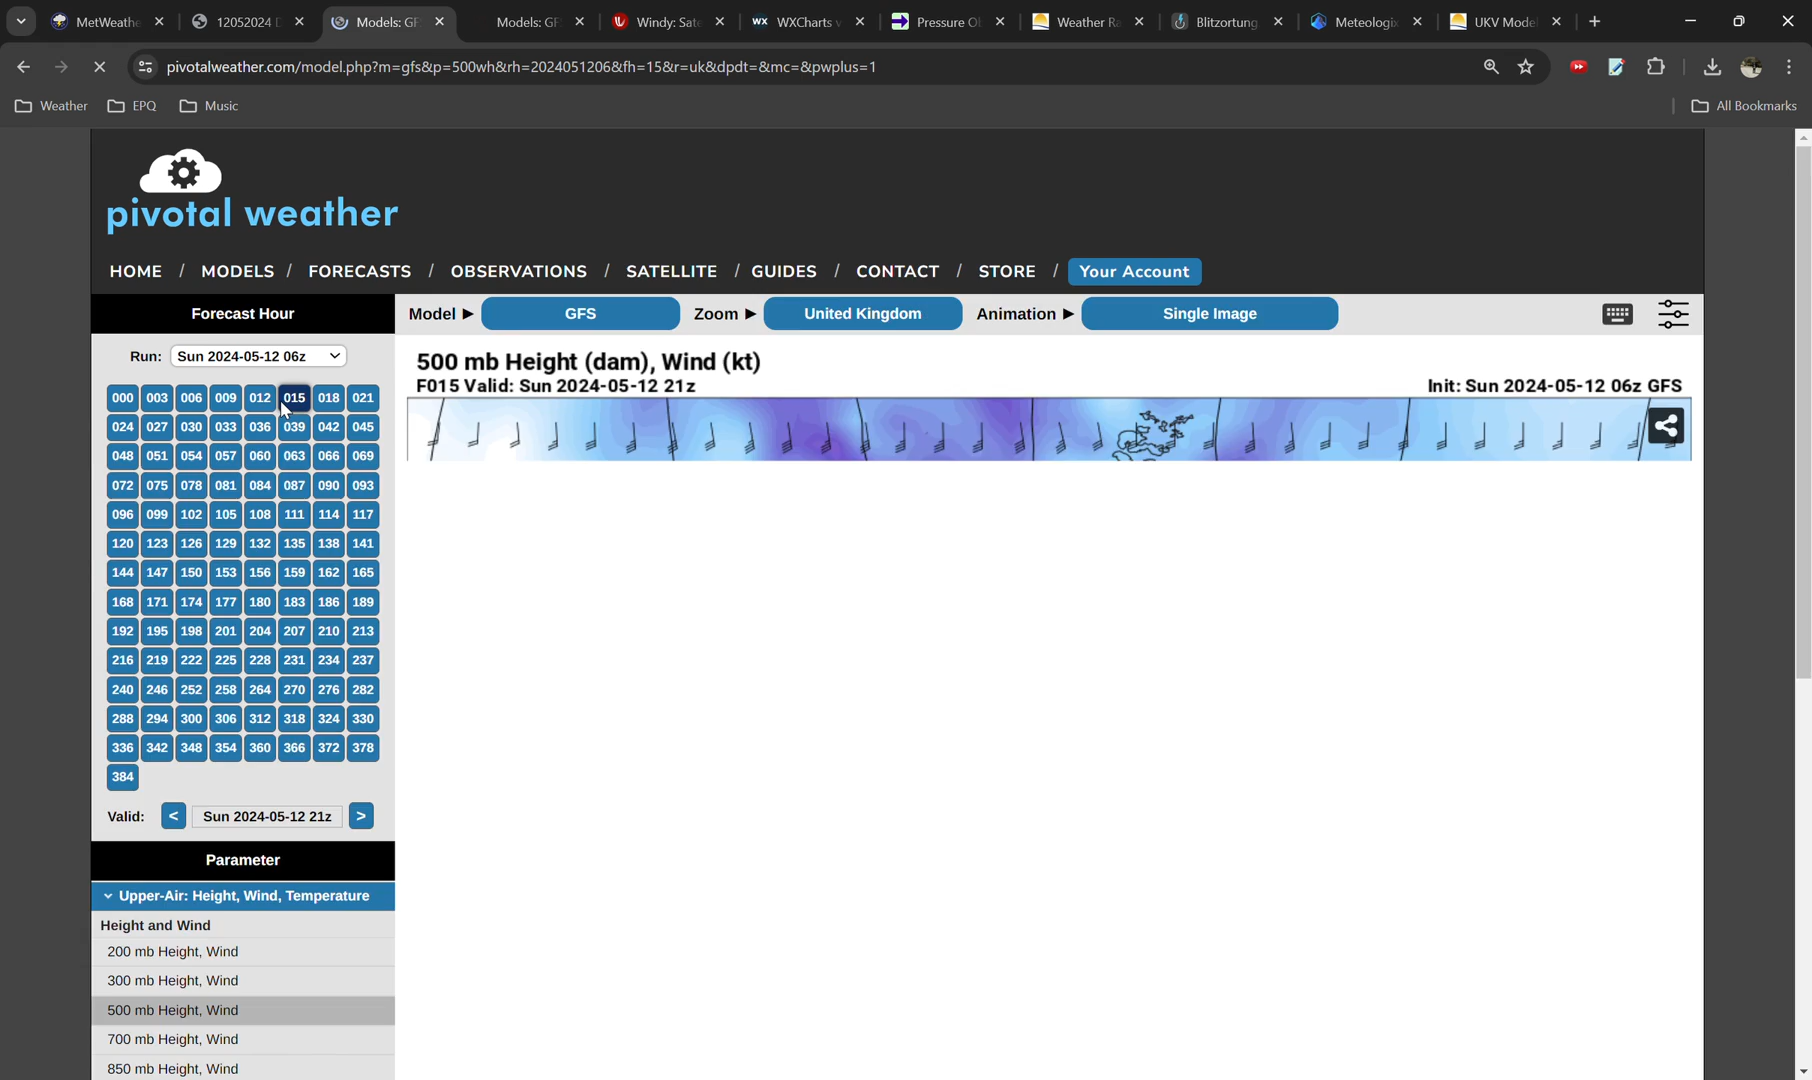 MetWeathe
12052024 D
Models: GF
Models: GF
Windy: Sate
WXCharts v
Pressure Ol
Weather Ra
Blitzortung
Meteologix
UKV Mode
pivotalweather.com/model.php?m=gfs&p=500wh&rh=2024051206&fh=15&r=uk&dpdt=&mc=&pwplus=1
Weather EPQ Music All Bookmarks
pivotal weather
HOME / MODELS / FORECASTS / OBSERVATIONS / SATELLITE / GUIDES / CONTACT / STORE / Your Account
Forecast Hour
Model ▶ GFS Zoom ▶ United Kingdom Animation ▶ Single Image
Run: Sun 2024-05-12 06z
500 mb Height (dam), Wind (kt)
F015 Valid: Sun 2024-05-12 21z
Init: Sun 2024-05-12 06z GFS
000 003 006 009 012 015 018 021
024 027 030 033 036 039 042 045
048 051 054 057 060 063 066 069
072 075 078 081 084 087 090 093
096 099 102 105 108 111 114 117
120 123 126 129 132 135 138 141
144 147 150 153 156 159 162 165
168 171 174 177 180 183 186 189
192 195 198 201 204 207 210 213
216 219 222 225 228 231 234 237
240 246 252 258 264 270 276 282
288 294 300 306 312 318 324 330
336 342 348 354 360 366 372 378
384
Valid: < Sun 2024-05-12 21z >
Parameter
Upper-Air: Height, Wind, Temperature
Height and Wind
200 mb Height, Wind
300 mb Height, Wind
500 mb Height, Wind
700 mb Height, Wind
850 mb Height, Wind